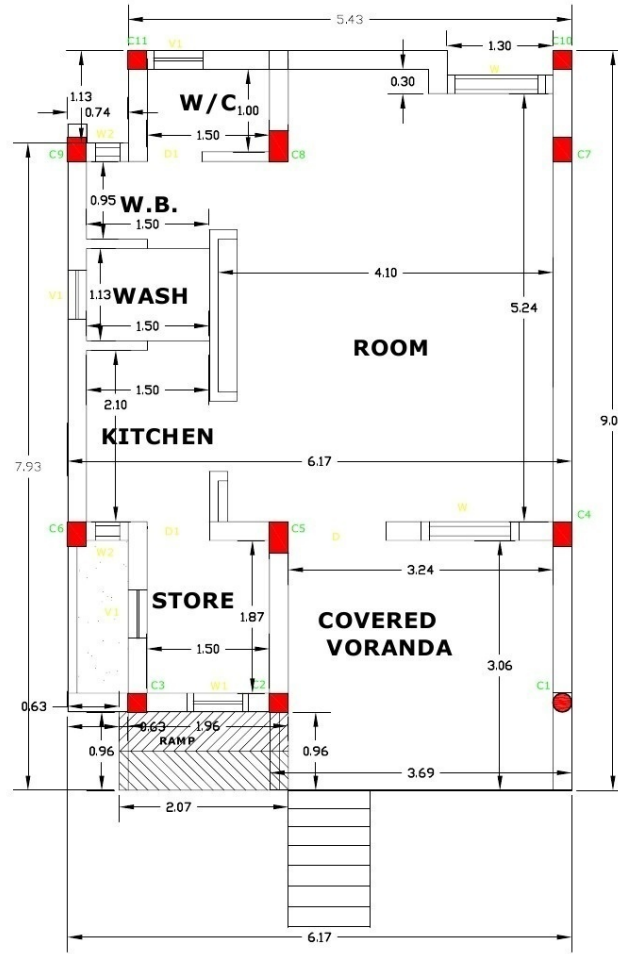 5.43
C11
V1
C10
1.30
W
1.13
0.30
0.74
W/C
1.00
W2
1.50
D1
C9
C8
C7
0.95
W.B.
1.50
4.10
V1
1.13
WASH
5.24
1.50
ROOM
1.50
2.10
9.0
KITCHEN
7.93
6.17
C6
C5
C4
W
D1
D
W2
3.24
STORE
V1
1.87
COVERED
VORANDA
1.50
3.06
C3
W1
C2
C1
0.63
0.63
1.96
RAMP
0.96
0.96
3.69
2.07
6.17